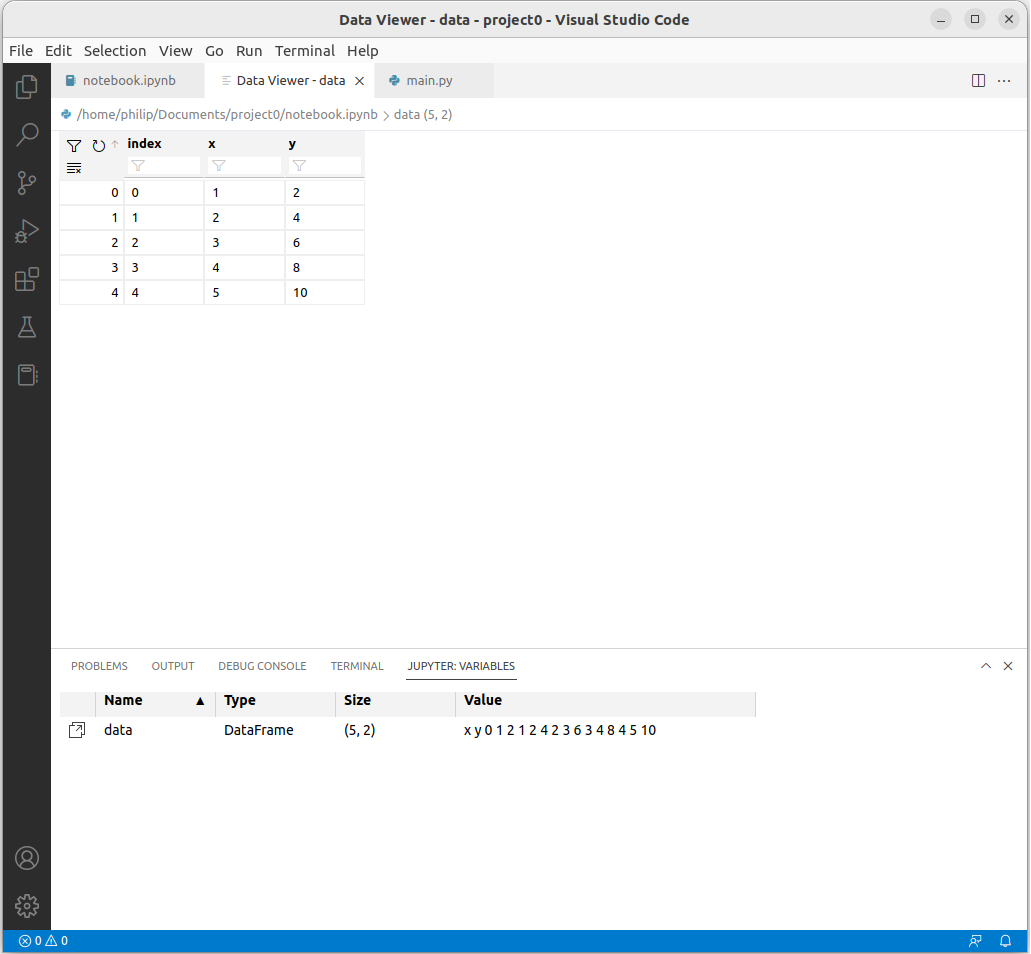 Data Viewer - data - project0 - Visual Studio Code
File Edit Selection View Go Run Terminal Help
notebook.ipynb Data Viewer - data main.py
/home/philip/Documents/project0/notebook.ipynb data (5, 2)
index x y
0 0 1 2
1 1 2 4
2 2 3 6
3 3 4 8
4 4 5 10
PROBLEMS OUTPUT DEBUG CONSOLE TERMINAL JUPYTER: VARIABLES
Name Type Size Value
data DataFrame (5, 2) x y 0 1 2 1 2 4 2 3 6 3 4 8 4 5 10
0 0